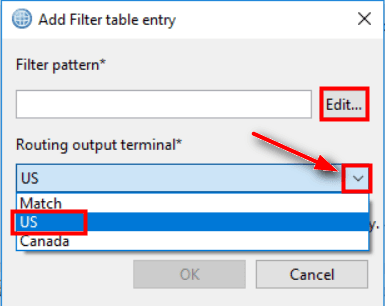 Add Filter table entry
Filter pattern*
Edit...
Routing output terminal*
US
Match
US
y.
Canada
OK
Cancel